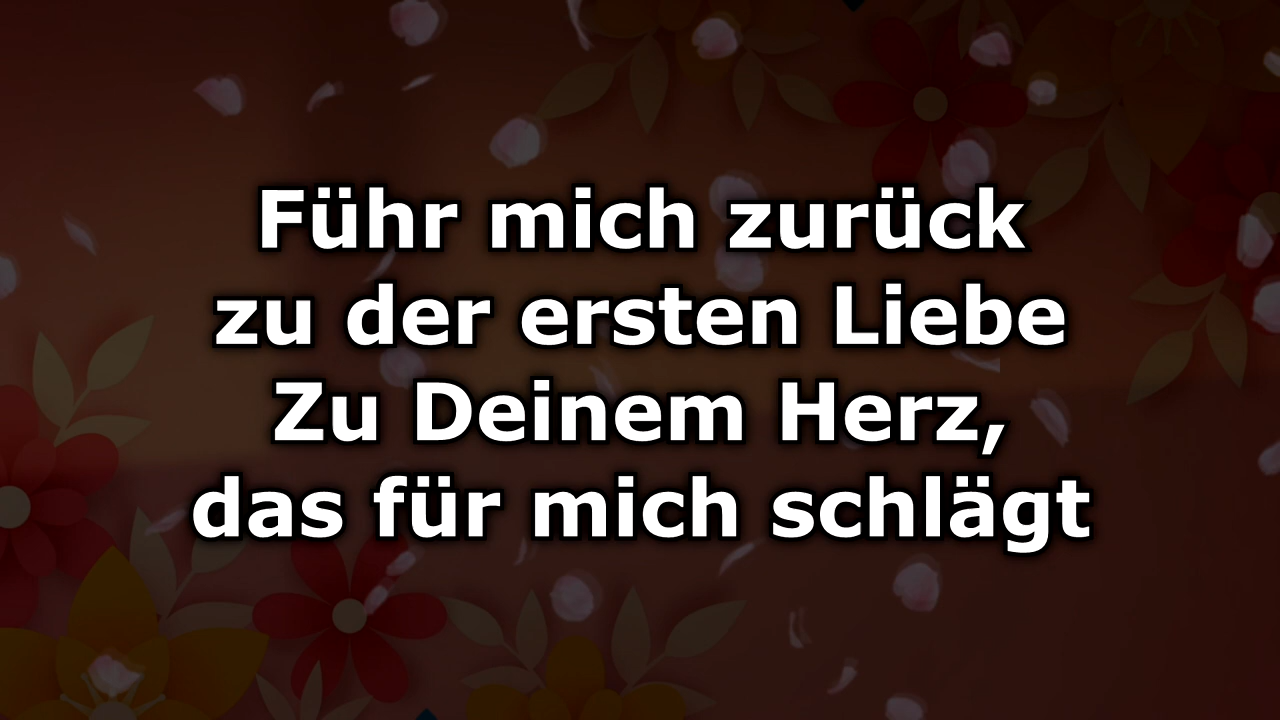 Führ mich zurück
zu der ersten Liebe
Zu Deinem Herz,
das für mich schlägt